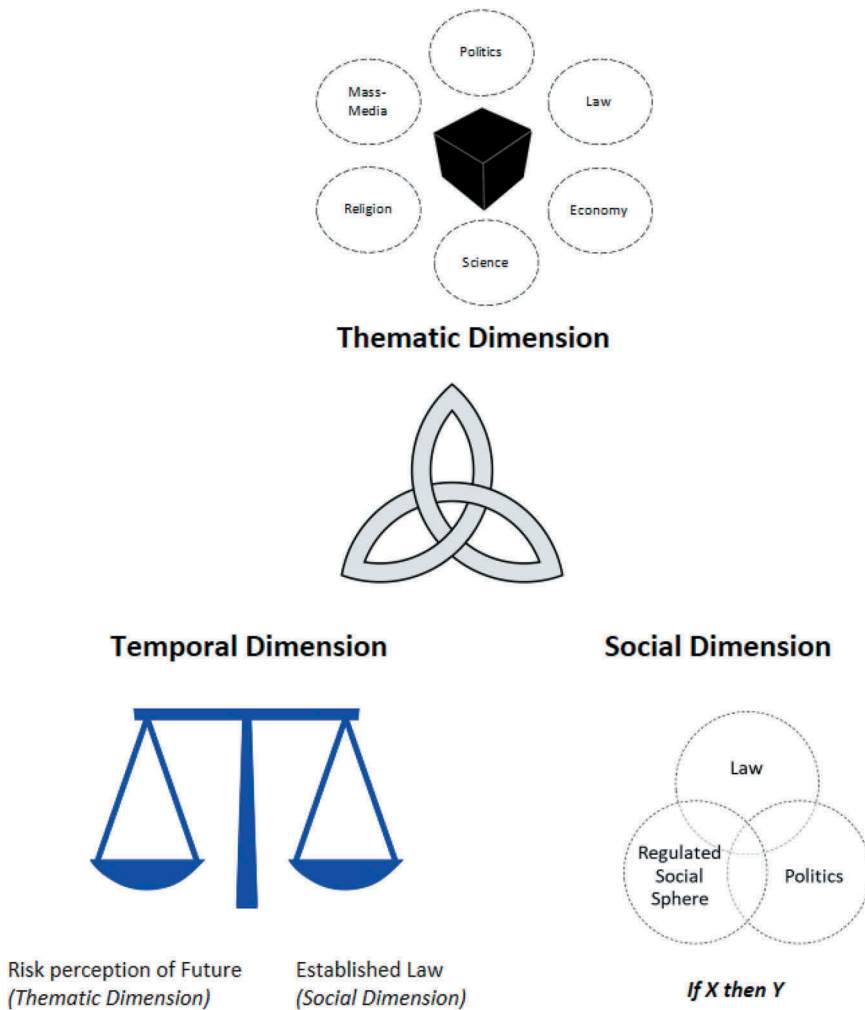 Politics
Mass-
Media
Law
Religion
Economy
Science
Thematic Dimension
Temporal Dimension
Social Dimension
Law
Regulated
Social
Sphere
Politics
Risk perception of Future
(Thematic Dimension)
Established Law
(Social Dimension)
If X then Y